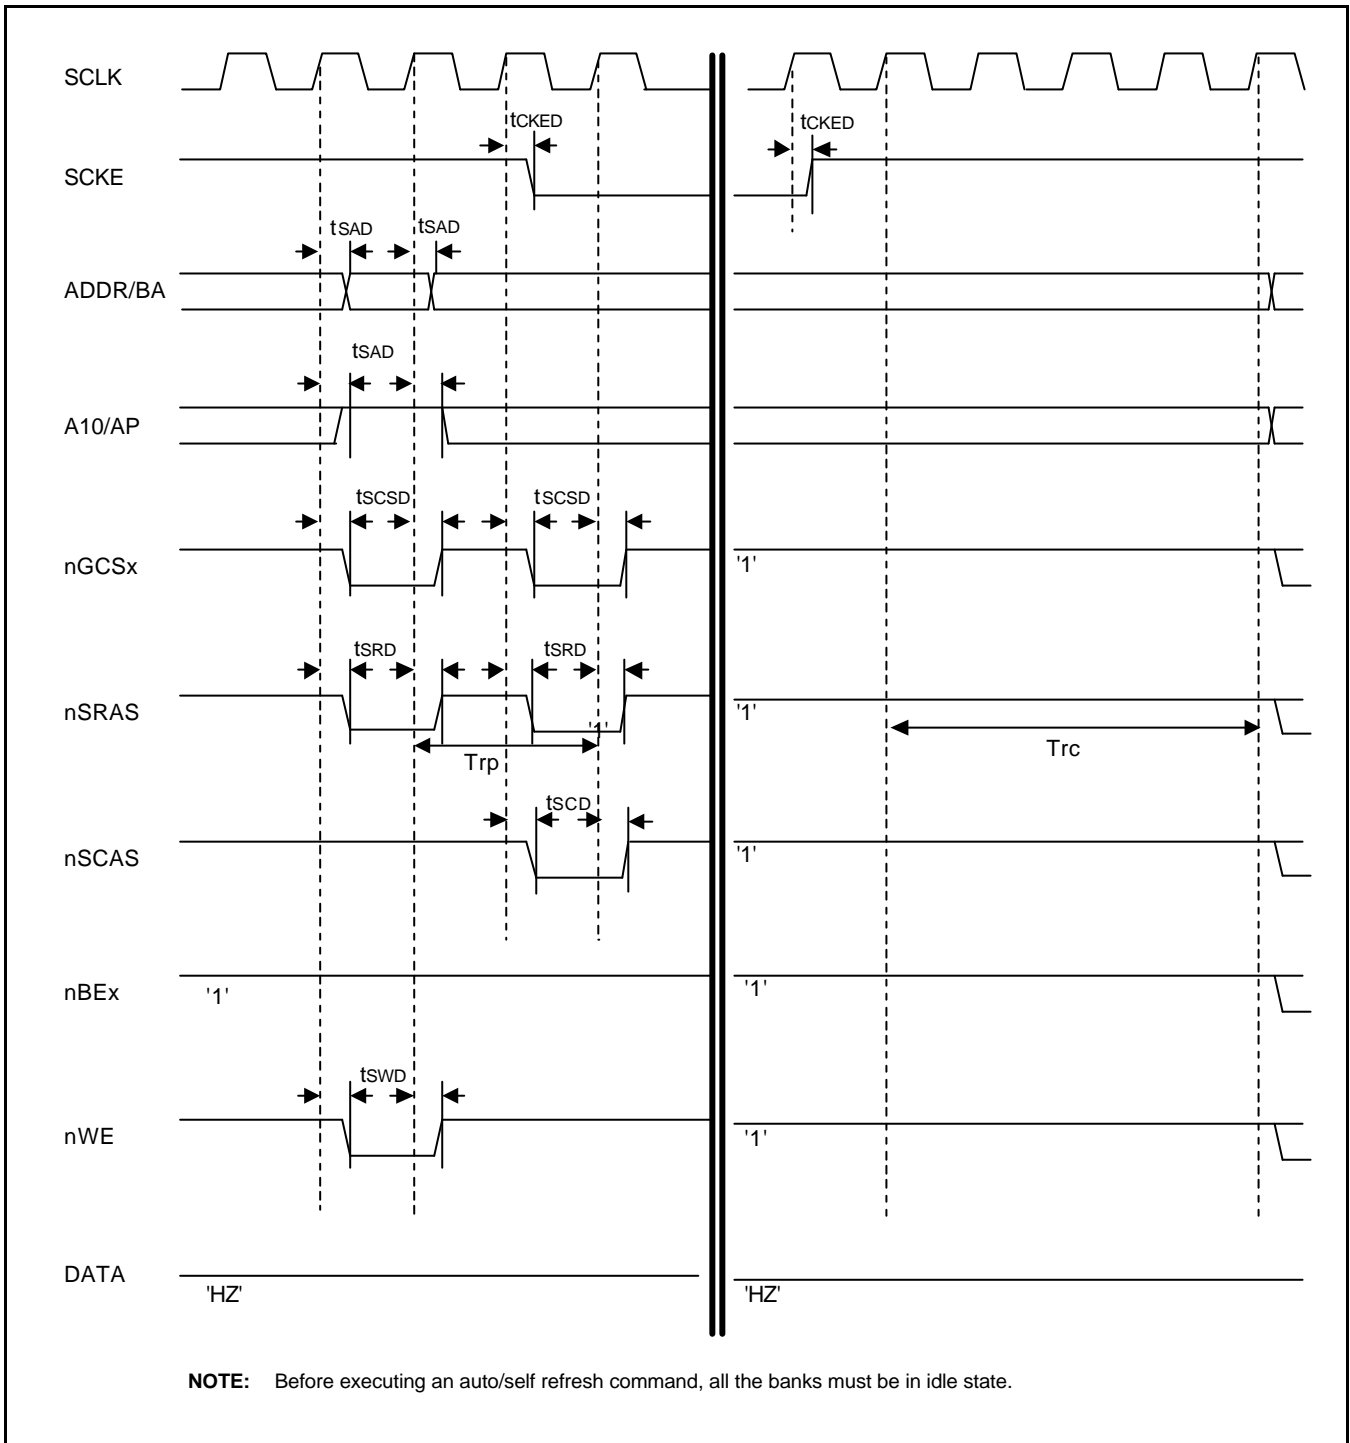 SCLK
tCKED
tCKED
SCKE
tSAD
tSAD
ADDR/BA
tSAD
A10/AP
tSCSD
tSCSD
nGCSx
'1'
tSRD
tSRD
nSRAS
'1'
'1'
Trp
Trc
tSCD
nSCAS
'1'
nBEx
'1'
'1'
tSWD
nWE
'1'
DATA
'HZ'
'HZ'
NOTE: Before executing an auto/self refresh command, all the banks must be in idle state.